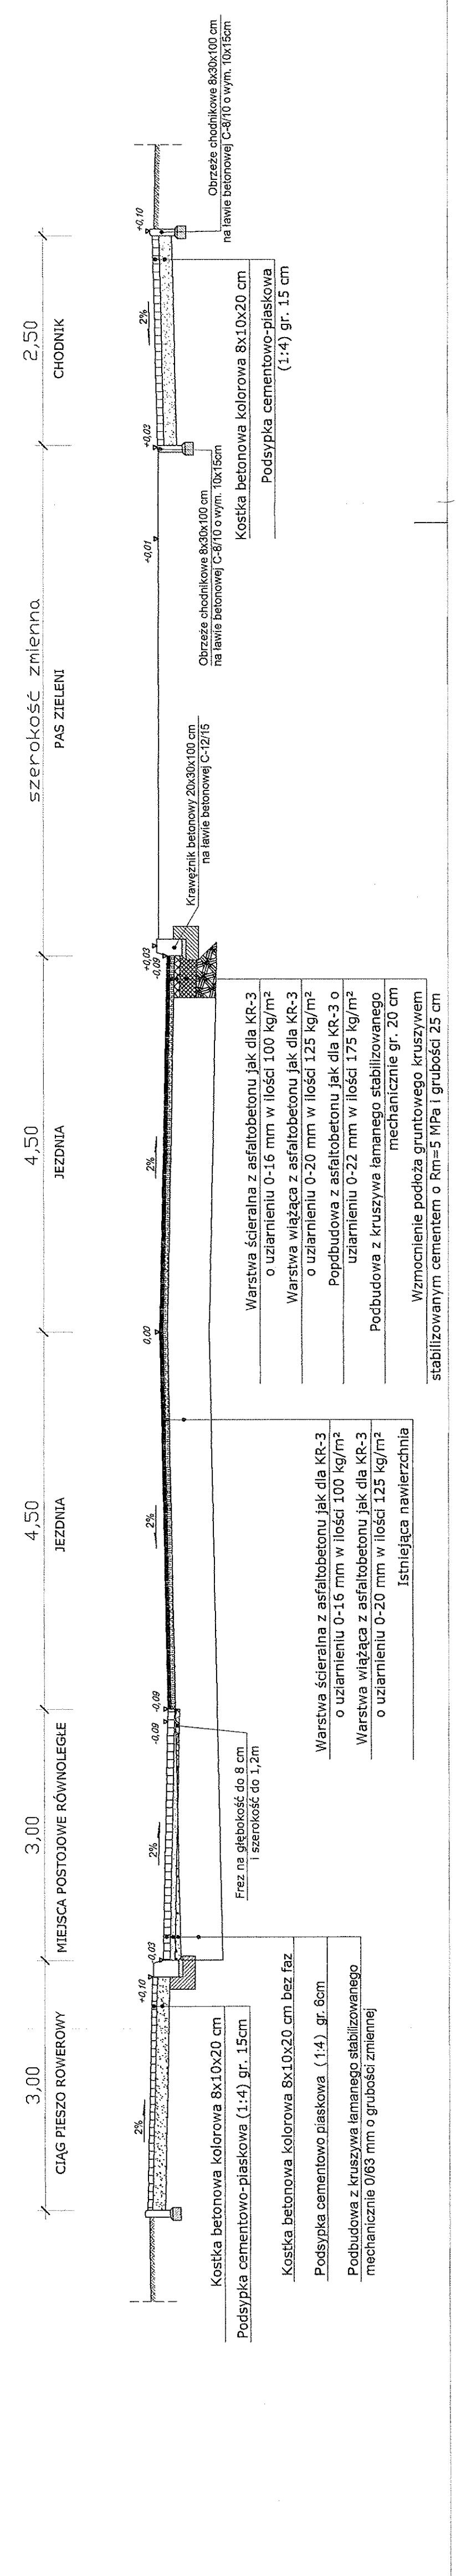 3,00
CIĄG PIESZO ROWEROWY
3,00
MIEJSCA POSTOJOWE RÓWNOLEGŁE
4,50
JEZDNIA
4,50
JEZDNIA
szerokość zmienna
PAS ZIELENI
2,50
CHODNIK
2%
+0,10
-0,03
2%
-0,09
-0,09
2%
0,00
2%
-0,09
+0,03
+0,01
+0,03
2%
+0,10
Kostka betonowa kolorowa 8x10x20 cm
Podsypka cementowo-piaskowa (1:4) gr. 15cm
Kostka betonowa kolorowa 8x10x20 cm bez faz
Podsypka cementowo piaskowa (1:4) gr. 6cm
Podbudowa z kruszywa łamanego stabilizowanego
mechanicznie 0/63 mm o grubości zmiennej
Frez na głębokość do 8 cm
i szerokość do 1,2m
Warstwa ścieralna z asfaltobetonu jak dla KR-3
o uziarnieniu 0-16 mm w ilości 100 kg/m²
Warstwa wiążąca z asfaltobetonu jak dla KR-3
o uziarnieniu 0-20 mm w ilości 125 kg/m²
Istniejąca nawierzchnia
Warstwa ścieralna z asfaltobetonu jak dla KR-3
o uziarnieniu 0-16 mm w ilości 100 kg/m²
Warstwa wiążąca z asfaltobetonu jak dla KR-3
o uziarnieniu 0-20 mm w ilości 125 kg/m²
Popdbudowa z asfaltobetonu jak dla KR-3 o
uziarnieniu 0-22 mm w ilości 175 kg/m²
Podbudowa z kruszywa łamanego stabilizowanego
mechanicznie gr. 20 cm
Wzmocnienie podłoża gruntowego kruszywem
stabilizowanym cementem o Rm=5 MPa i grubości 25 cm
Krawężnik betonowy 20x30x100 cm
na ławie betonowej C-12/15
Obrzeże chodnikowe 8x30x100 cm
na ławie betonowej C-8/10 o wym. 10x15cm
Kostka betonowa kolorowa 8x10x20 cm
Podsypka cementowo-piaskowa
(1:4) gr. 15 cm
Obrzeże chodnikowe 8x30x100 cm
na ławie betonowej C-8/10 o wym. 10x15cm